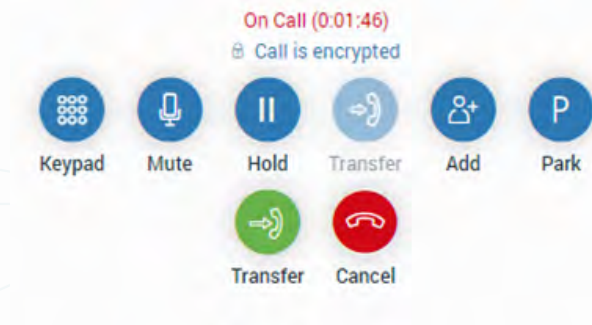 On Call (0:01:46)
Call is encrypted
P
Keypad Mute Hold Transfer Add Park
Transfer Cancel